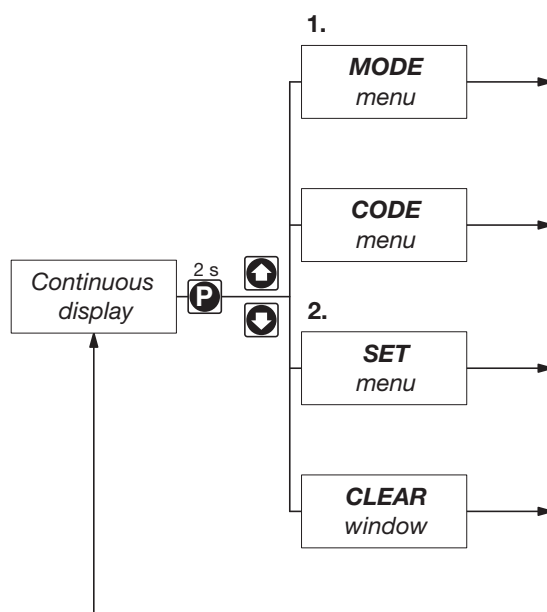 1.
MODE
menu
CODE
menu
2 s
P
Continuous
display
2.
SET
menu
CLEAR
window